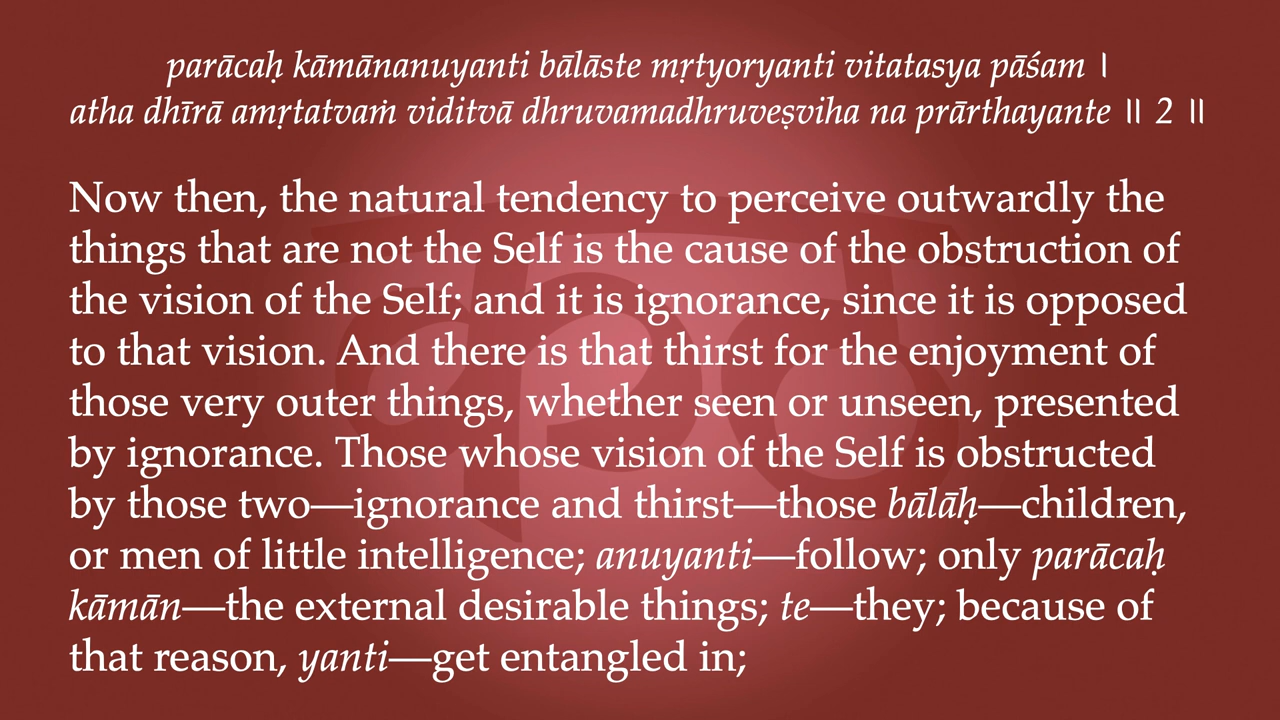 parācaḥ kāmānanuyanti bālāste mṛtyoryanti vitatasya pāśam ।
atha dhīrā amṛtatvaṁ viditvā dhruvamadhruveṣviha na prārthayante ॥ 2 ॥
Now then, the natural tendency to perceive outwardly the
things that are not the Self is the cause of the obstruction of
the vision of the Self; and it is ignorance, since it is opposed
to that vision. And there is that thirst for the enjoyment of
those very outer things, whether seen or unseen, presented
by ignorance. Those whose vision of the Self is obstructed
by those two—ignorance and thirst—those bālāḥ—children,
or men of little intelligence; anuyanti—follow; only parācaḥ
kāmān—the external desirable things; te—they; because of
that reason, yanti—get entangled in;